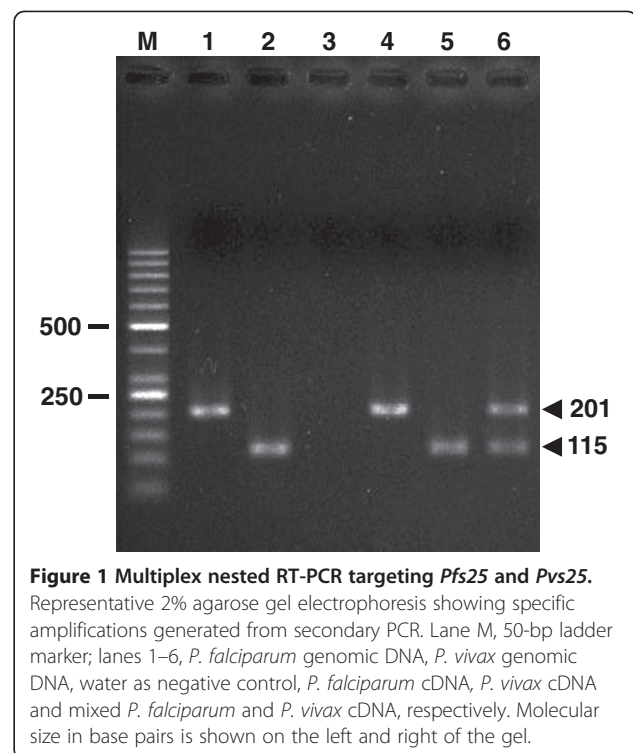 M 1 2 3 4 5 6
500
250
201
115
Figure 1 Multiplex nested RT-PCR targeting Pfs25 and Pvs25.
Representative 2% agarose gel electrophoresis showing specific
amplifications generated from secondary PCR. Lane M, 50-bp ladder
marker; lanes 1–6, P. falciparum genomic DNA, P. vivax genomic
DNA, water as negative control, P. falciparum cDNA, P. vivax cDNA
and mixed P. falciparum and P. vivax cDNA, respectively. Molecular
size in base pairs is shown on the left and right of the gel.